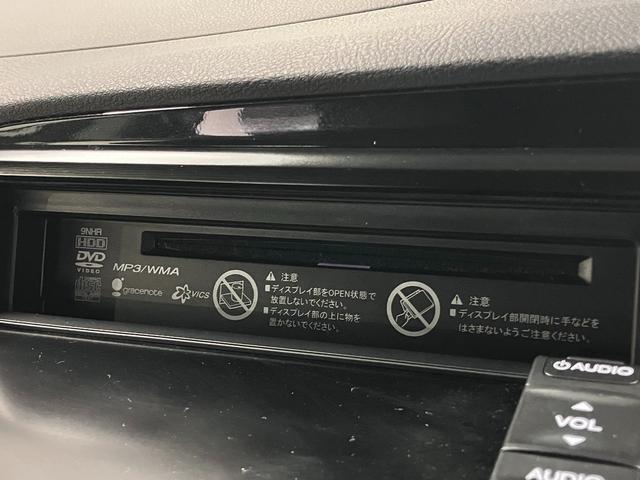 9NHA
HDD
DVD
VIDEO
MP3/WMA
gracenote
VICS
注意
■ディスプレイ部をOPEN状態で
放置しないでください。
■ディスプレイ部の上に物を
置かないでください。
注意
■ディスプレイ部開閉時に手などを
はさまないようご注意ください。
AUDIO
VOL
AUDIO